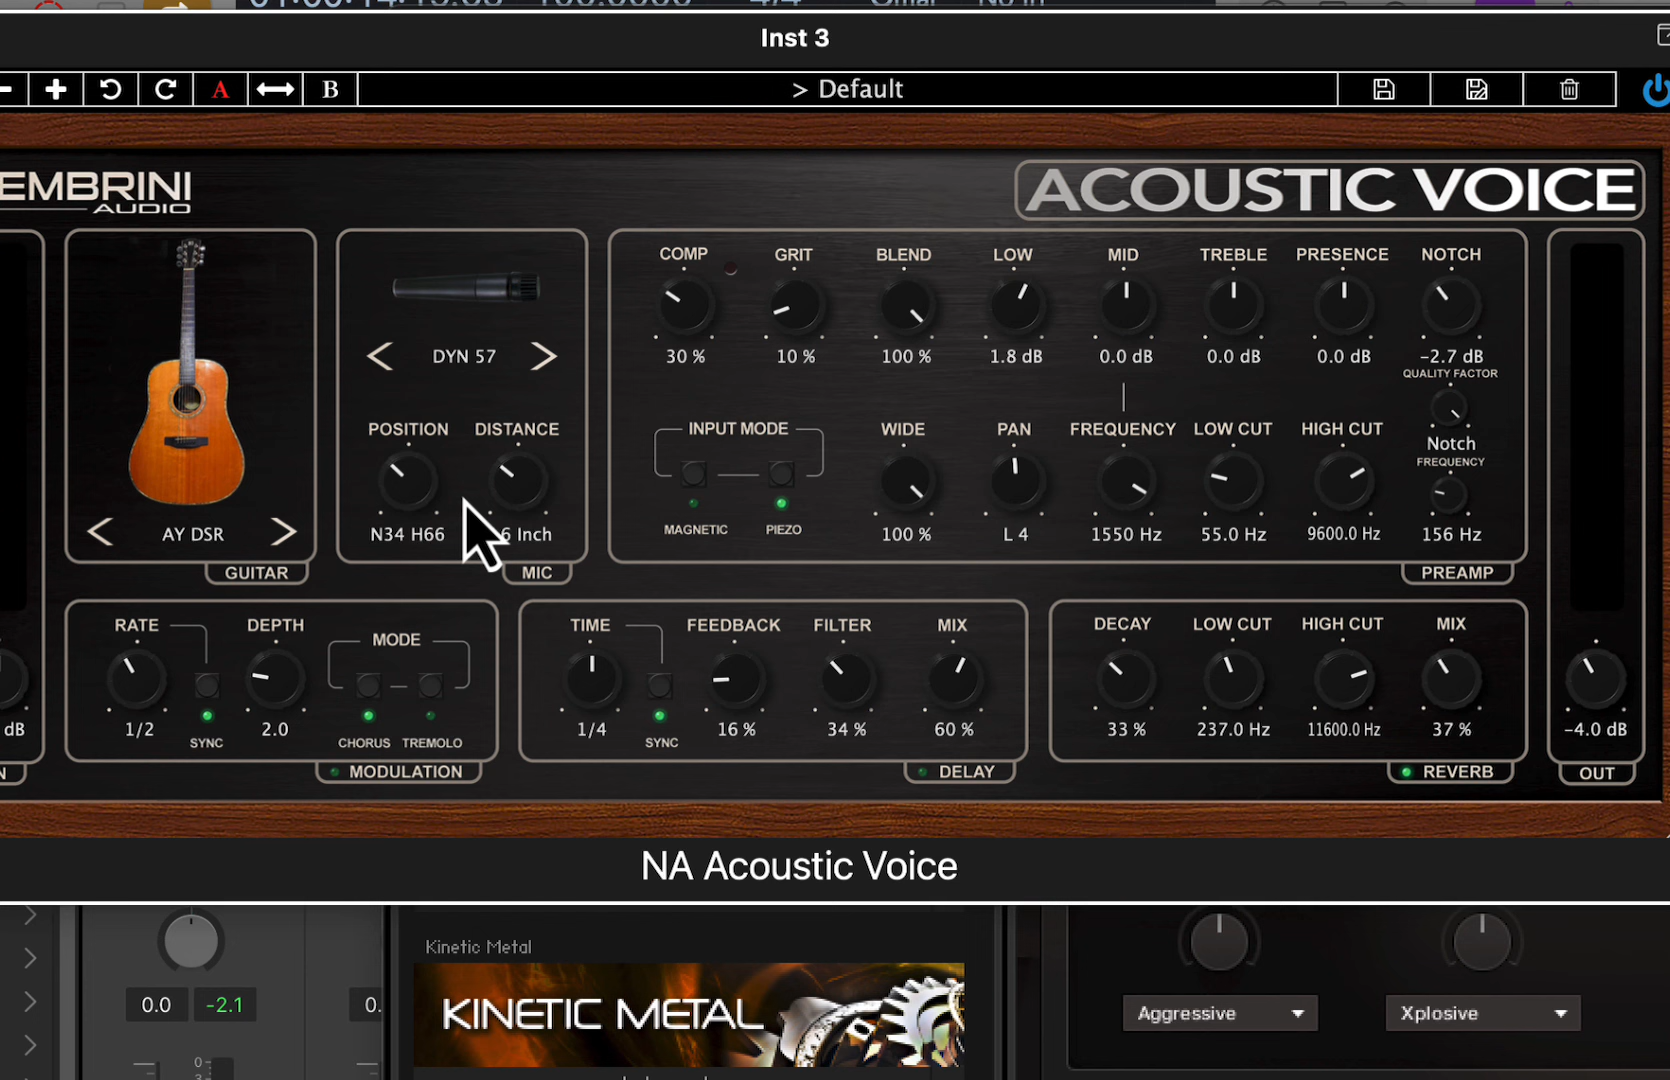 Inst 3
A
B
> Default
EMBRINI
AUDIO
ACOUSTIC VOICE
COMP
GRIT
BLEND
LOW
MID
TREBLE
PRESENCE
NOTCH
30 %
10 %
100 %
1.8 dB
0.0 dB
0.0 dB
0.0 dB
-2.7 dB
QUALITY FACTOR
DYN 57
POSITION
DISTANCE
INPUT MODE
WIDE
PAN
FREQUENCY
LOW CUT
HIGH CUT
Notch
FREQUENCY
AY DSR
N34 H66
6 Inch
MAGNETIC
PIEZO
100 %
L 4
1550 Hz
55.0 Hz
9600.0 Hz
156 Hz
GUITAR
MIC
PREAMP
RATE
DEPTH
MODE
TIME
FEEDBACK
FILTER
MIX
DECAY
LOW CUT
HIGH CUT
MIX
dB
1/2
SYNC
2.0
CHORUS
TREMOLO
1/4
SYNC
16 %
34 %
60 %
33 %
237.0 Hz
11600.0 Hz
37 %
-4.0 dB
N
MODULATION
DELAY
REVERB
OUT
NA Acoustic Voice
Kinetic Metal
KINETIC METAL
0.0
-2.1
0.
Aggressive
Xplosive
0
3